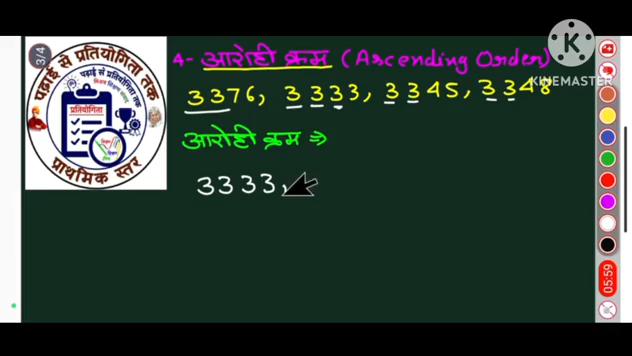 3/4
पढ़ाई से प्रतियोगिता तक
पढ़ाई से प्रतियोगिता तक
प्रतियोगिता
प्राथमिक स्तर
4- आरोही क्रम (Ascending Order)
3376, 3333, 3345, 3348
आरोही क्रम ⇒
3333,
KINEMASTER
05:59